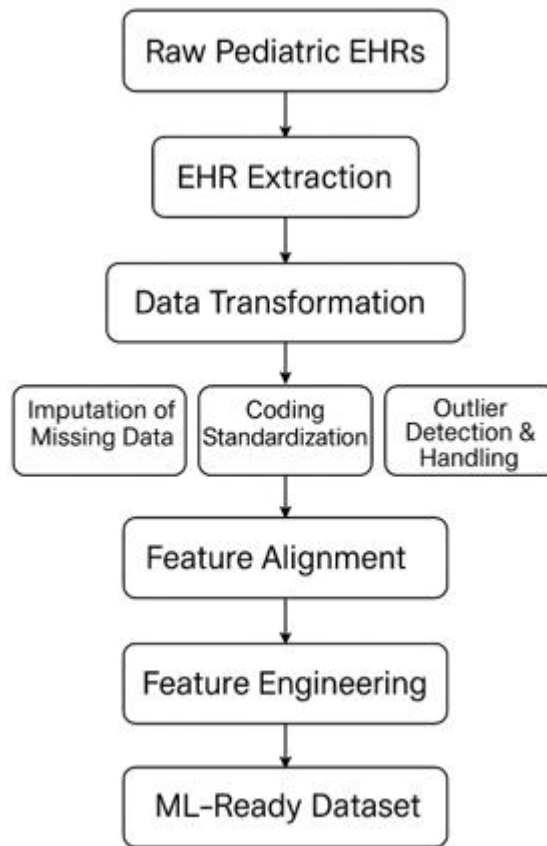 Raw Pediatric EHRs
EHR Extraction
Data Transformation
Imputation of
Missing Data
Coding
Standardization
Outlier
Detection &
Handling
Feature Alignment
Feature Engineering
ML-Ready Dataset